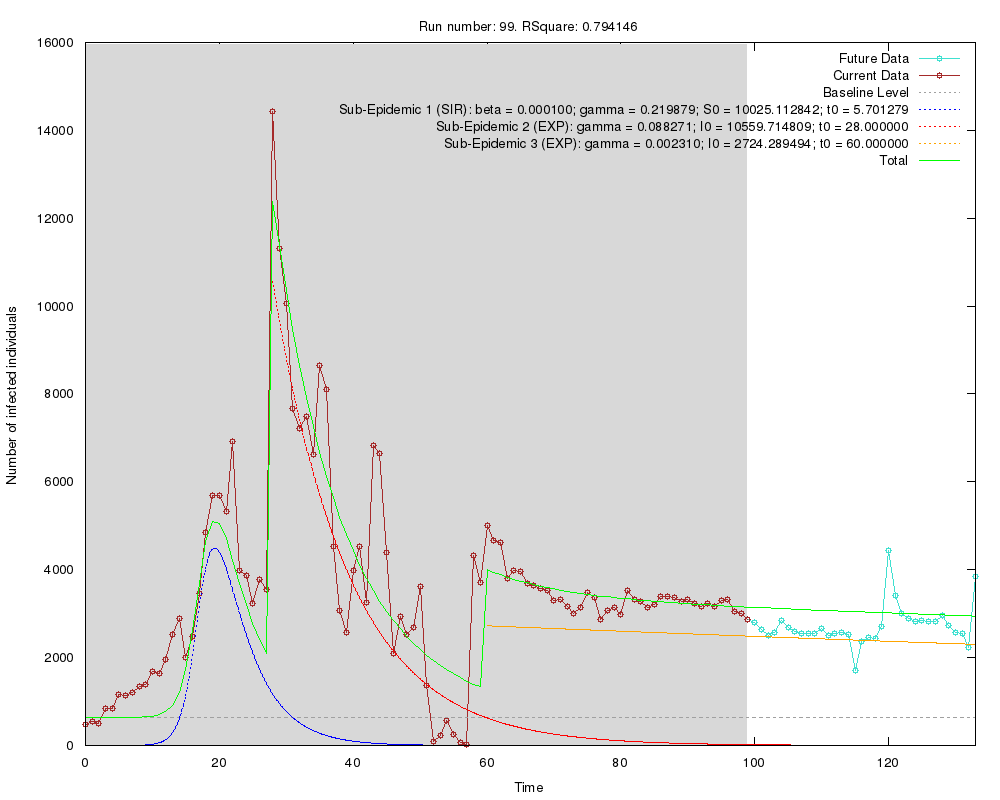 Run number: 99. RSquare: 0.794146
16000
14000
12000
10000
8000
6000
4000
2000
0
Number of infected individuals
Future Data
Current Data
Baseline Level
Sub-Epidemic 1 (SIR): beta = 0.000100; gamma = 0.219879; S0 = 10025.112842; t0 = 5.701279
Sub-Epidemic 2 (EXP): gamma = 0.088271; I0 = 10559.714809; t0 = 28.000000
Sub-Epidemic 3 (EXP): gamma = 0.002310; I0 = 2724.289494; t0 = 60.000000
Total
0 20 40 60 80 100 120
Time